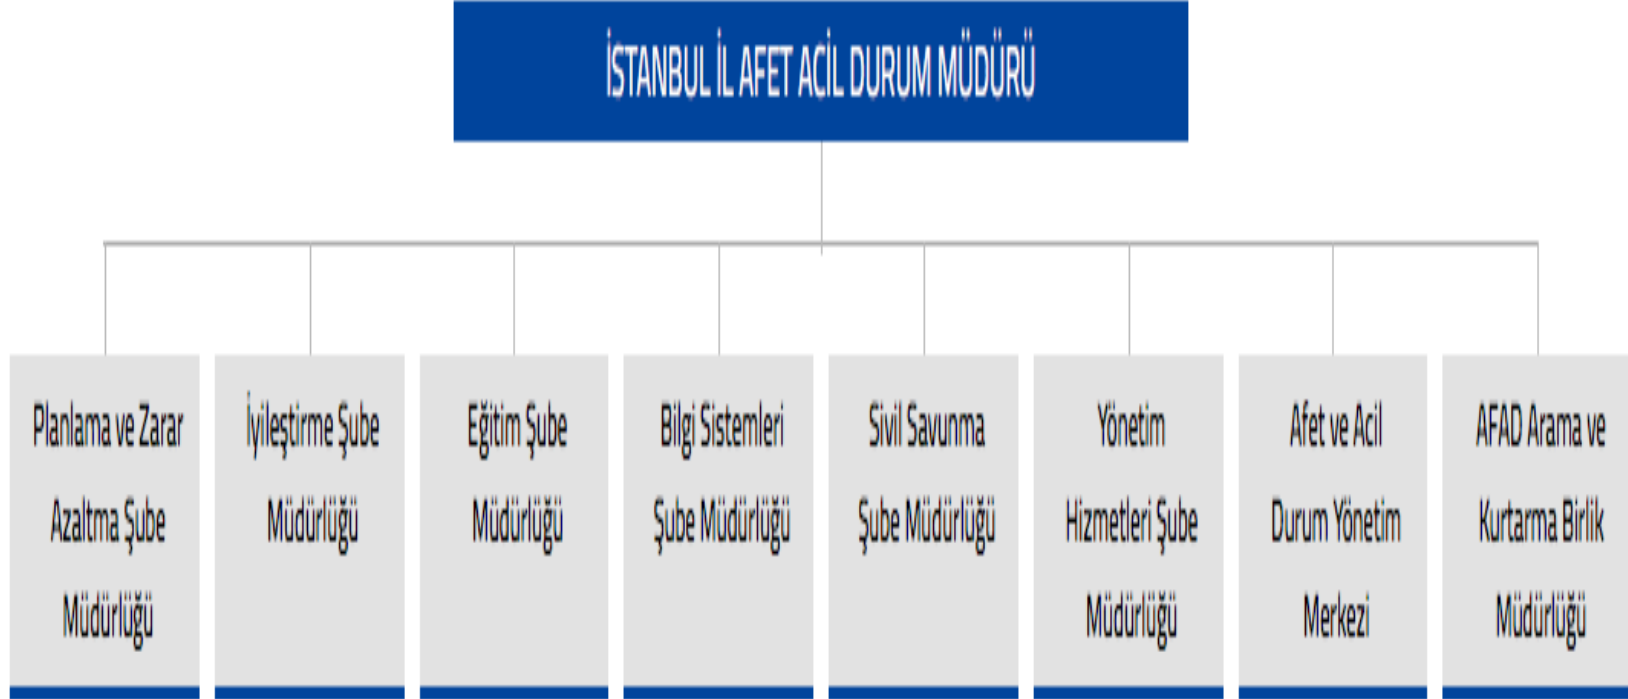 İSTANBUL İL AFET ACİL DURUM MÜDÜRÜ
Planlama ve Zarar
Azaltma Şube
Müdürlüğü
İyileştirme Şube
Müdürlüğü
Eğitim Şube
Müdürlüğü
Bilgi Sistemleri
Şube Müdürlüğü
Sivil Savunma
Şube Müdürlüğü
Yönetim
Hizmetleri Şube
Müdürlüğü
Afet ve Acil
Durum Yönetim
Merkezi
AFAD Arama ve
Kurtarma Birlik
Müdürlüğü